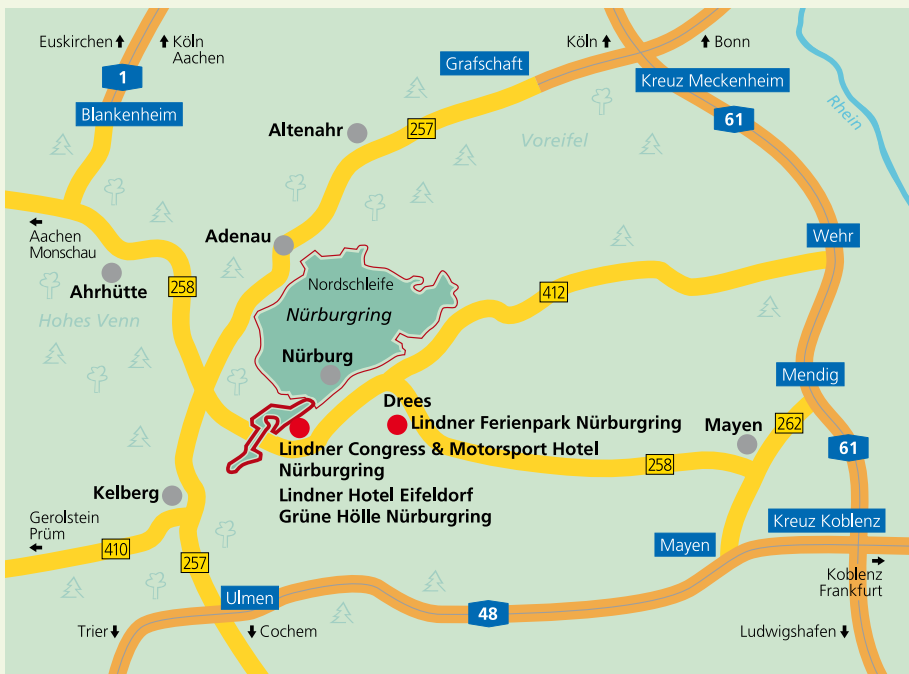 Euskirchen
Köln
Aachen
Köln
Bonn
Grafschaft
1
Kreuz Meckenheim
Blankenheim
61
Rhein
Altenahr
257
Voreifel
Aachen
Monschau
Adenau
Wehr
Ahrhütte
258
Nordschleife
412
Hohes Venn
Nürburgring
Nürburg
Mendig
Drees
Lindner Ferienpark Nürburgring
262
Mayen
Lindner Congress & Motorsport Hotel
Nürburgring
61
258
Lindner Hotel Eifeldorf
Grüne Hölle Nürburgring
Kelberg
Gerolstein
Prüm
Kreuz Koblenz
410
257
Mayen
Koblenz
Frankfurt
Ulmen
48
Trier
Cochem
Ludwigshafen